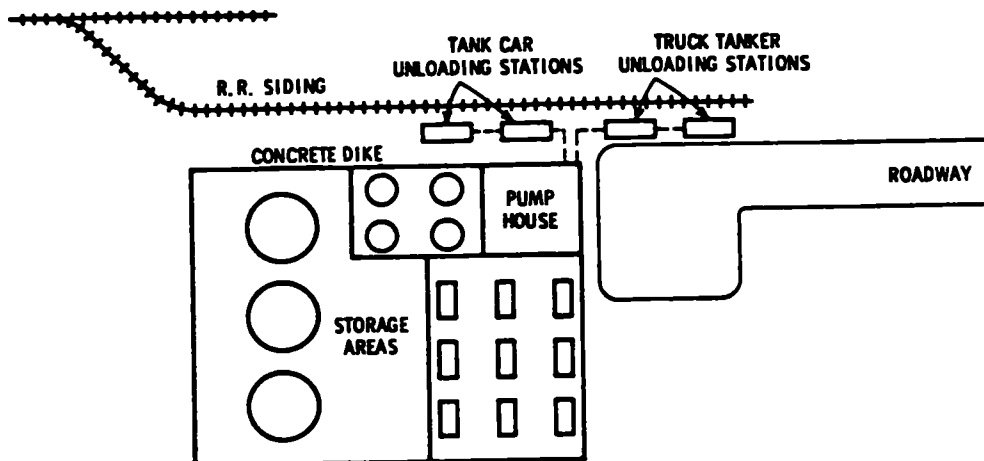 TANK CAR
UNLOADING STATIONS
TRUCK TANKER
UNLOADING STATIONS
R.R. SIDING
CONCRETE DIKE
ROADWAY
PUMP
HOUSE
STORAGE
AREAS